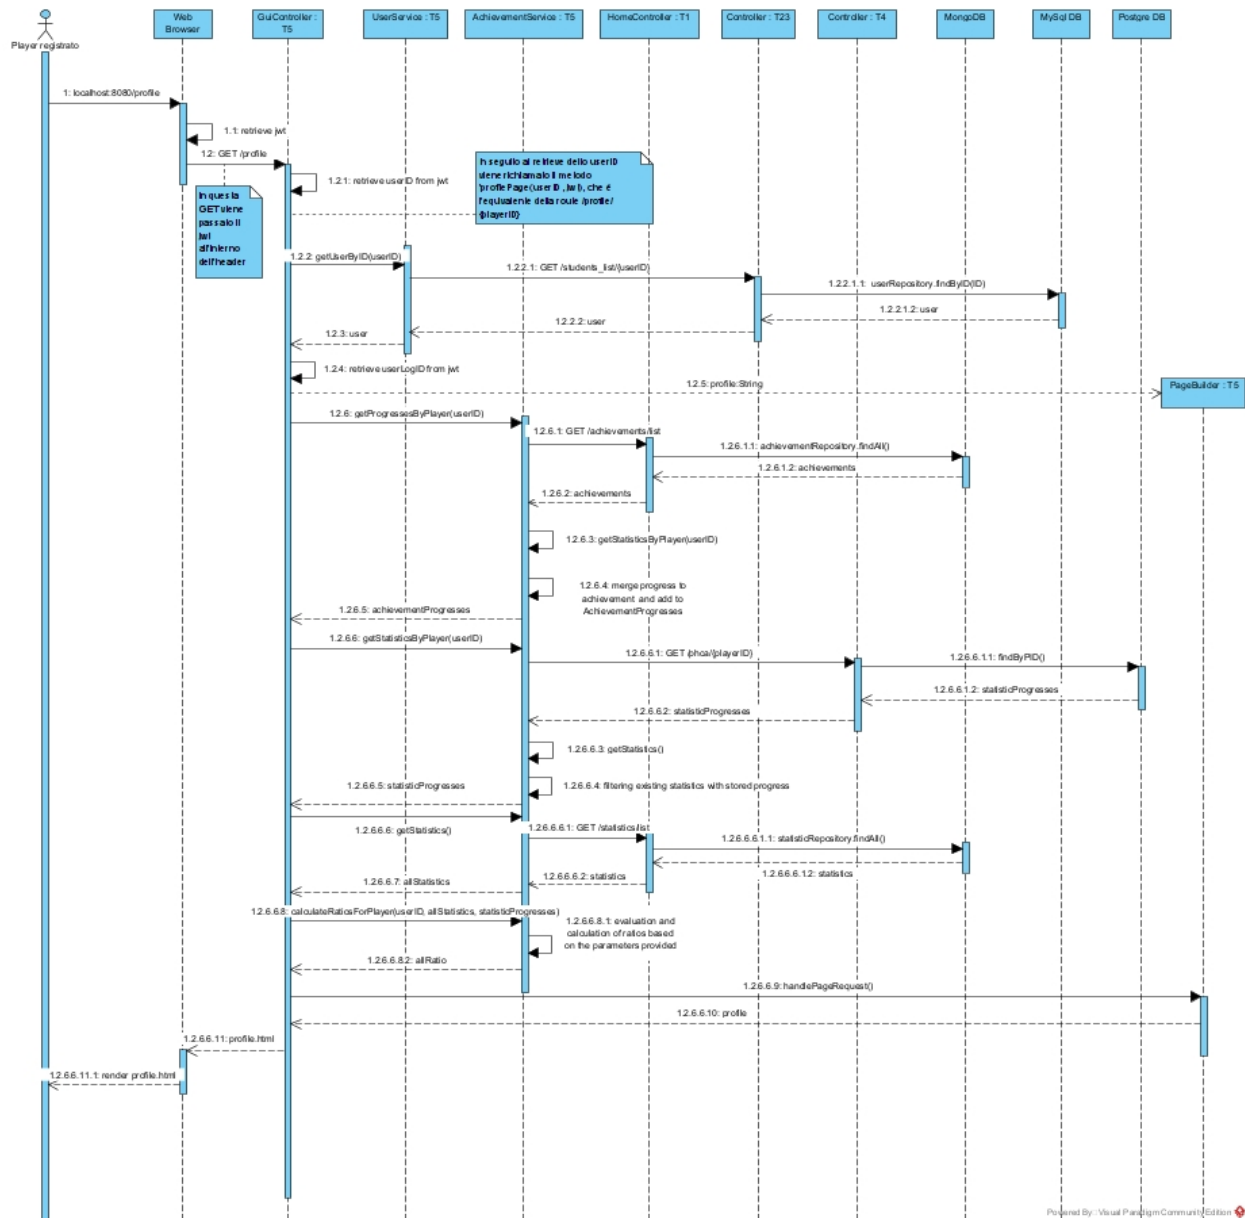 Player registrato
Web
Browser
GuiController :
T5
UserService : T5
AchievementService : T5
HomeController : T1
Controller : T23
Controller : T4
MongoDB
MySql DB
Postgre DB
1: localhost:8080/profile
1.1: retrieve jwt
1.2: GET /profile
In questa
GET viene
passato il
jwt
all'interno
dell'header
1.2.1: retrieve userID from jwt
In seguito al retrieve dello userID
viene richiamato il metodo
'profilePage(userID, jwt), che è
l'equivalente della route /profile/
{playerID}
1.2.2: getUserByID(userID)
1.2.2.1: GET /students_list/{userID}
1.2.2.1.1: userRepository.findByID(ID)
1.2.2.1.2: user
1.2.2.2: user
1.2.3: user
1.2.4: retrieve userLogID from jwt
1.2.5: profile:String
PageBuilder : T5
1.2.6: getProgressesByPlayer(userID)
1.2.6.1: GET /achievements/list
1.2.6.1.1: achievementRepository.findAll()
1.2.6.1.2: achievements
1.2.6.2: achievements
1.2.6.3: getStatisticsByPlayer(userID)
1.2.6.4: merge progress to
achievement and add to
AchievementProgresses
1.2.6.5: achievementProgresses
1.2.6.6: getStatisticsByPlayer(userID)
1.2.6.6.1: GET /phca/{playerID}
1.2.6.6.1.1: findByPID()
1.2.6.6.1.2: statisticProgresses
1.2.6.6.2: statisticProgresses
1.2.6.6.3: getStatistics()
1.2.6.6.4: filtering existing statistics with stored progress
1.2.6.6.5: statisticProgresses
1.2.6.6.6: getStatistics()
1.2.6.6.6.1: GET /statistics/list
1.2.6.6.6.1.1: statisticRepository.findAll()
1.2.6.6.6.1.2: statistics
1.2.6.6.6.2: statistics
1.2.6.6.7: allStatistics
1.2.6.6.8: calculateRatiosForPlayer(userID, allStatistics, statisticProgresses)
1.2.6.6.8.1: evaluation and
calculation of ratios based
on the parameters provided
1.2.6.6.8.2: allRatio
1.2.6.6.9: handlePageRequest()
1.2.6.6.10: profile
1.2.6.6.11: profile.html
1.2.6.6.11.1: render profile.html
Powered By : Visual Paradigm Community Edition